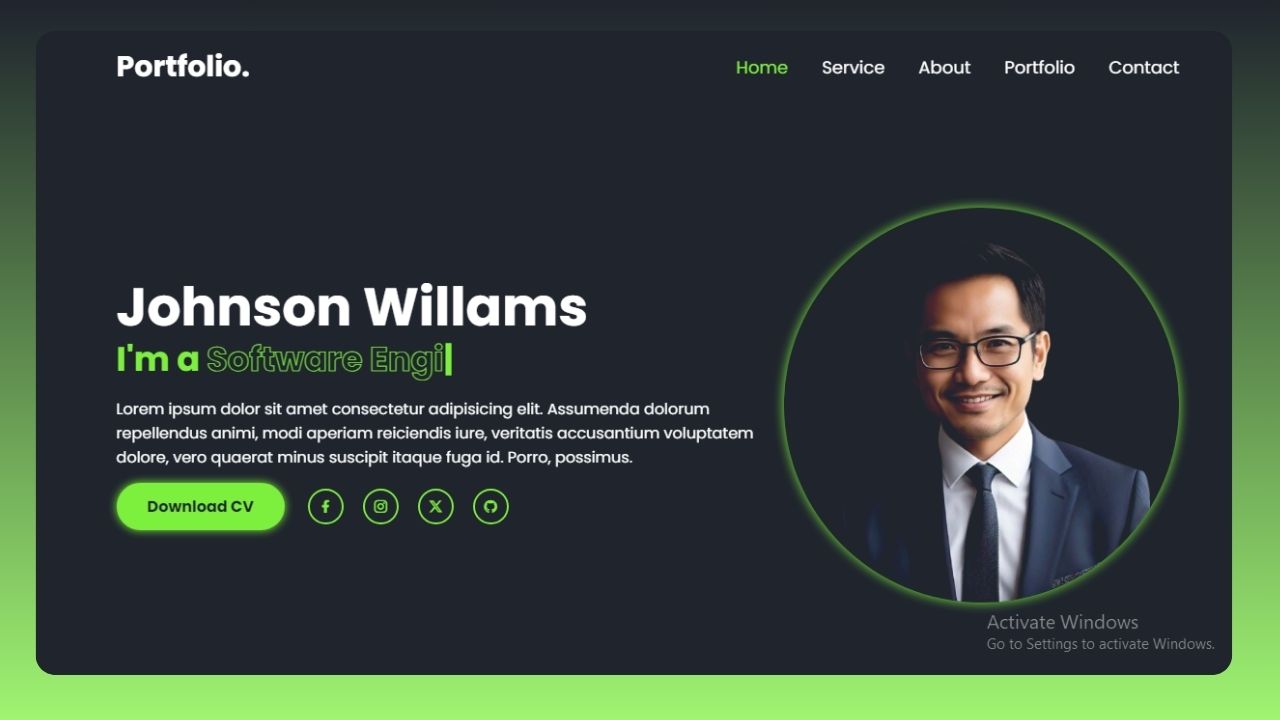 Portfolio.
Home Service About Portfolio Contact
Johnson Willams
I'm a Software Engi
Lorem ipsum dolor sit amet consectetur adipisicing elit. Assumenda dolorum
repellendus animi, modi aperiam reiciendis iure, veritatis accusantium voluptatem
dolore, vero quaerat minus suscipit itaque fuga id. Porro, possimus.
Download CV
Activate Windows
Go to Settings to activate Windows.